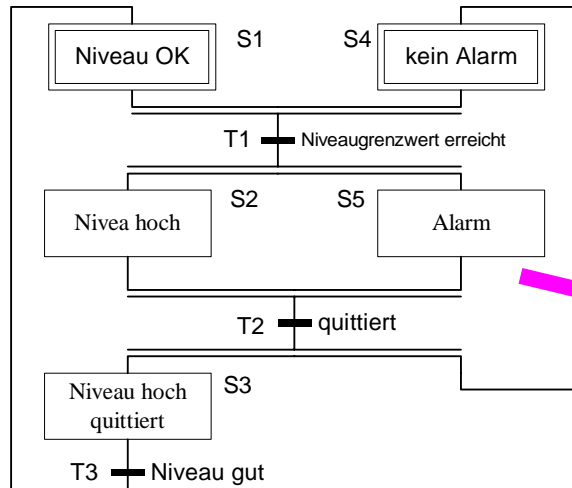 S1 S4
Niveau OK kein Alarm
T1 Niveaugrenzwert erreicht
S2 S5
Nivea hoch Alarm
T2 quittiert
S3
Niveau hoch
quittiert
T3 Niveau gut